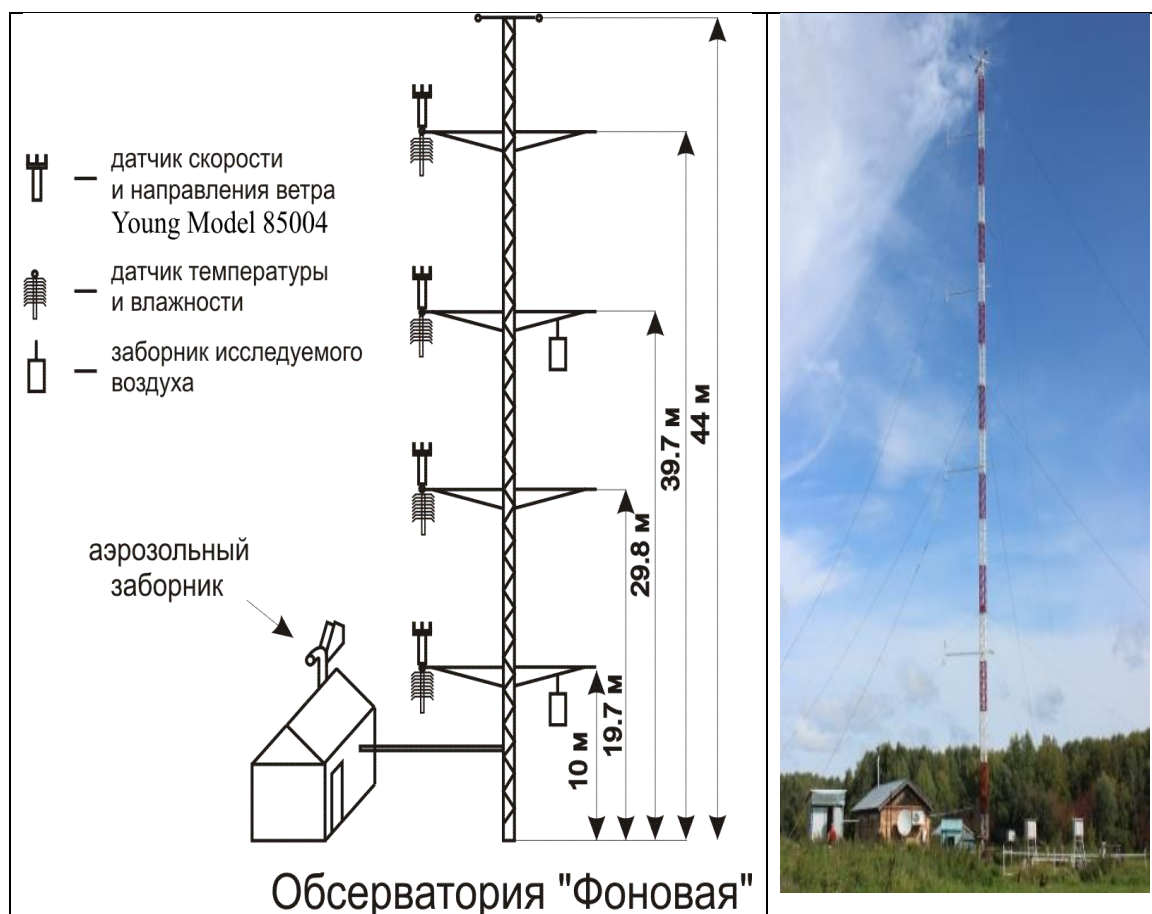 датчик скорости
и направления ветра
Young Model 85004
датчик температуры
и влажности
заборник исследуемого
воздуха
аэрозольный
заборник
10 м
19.7 м
29.8 м
39.7 м
44 м
Обсерватория "Фоновая"